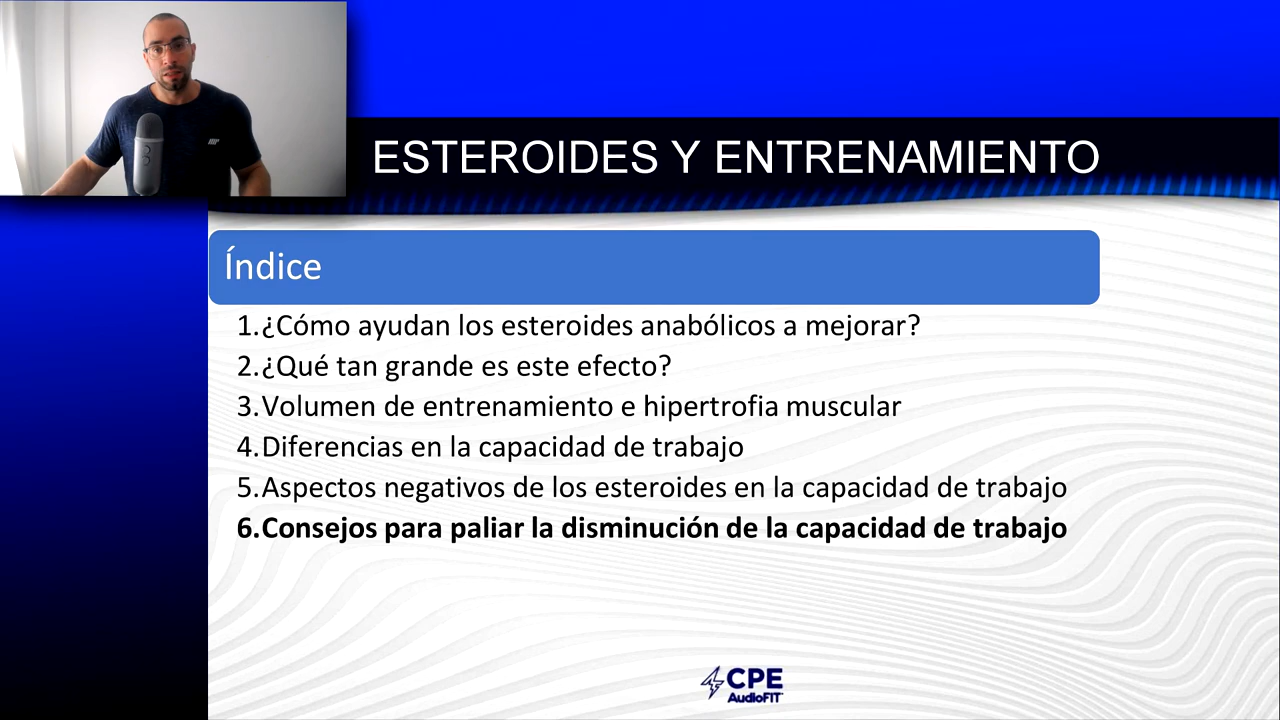 ESTEROIDES Y ENTRENAMIENTO
Índice
1.¿Cómo ayudan los esteroides anabólicos a mejorar?
2.¿Qué tan grande es este efecto?
3.Volumen de entrenamiento e hipertrofia muscular
4.Diferencias en la capacidad de trabajo
5.Aspectos negativos de los esteroides en la capacidad de trabajo
6.Consejos para paliar la disminución de la capacidad de trabajo
CPE
AudioFIT